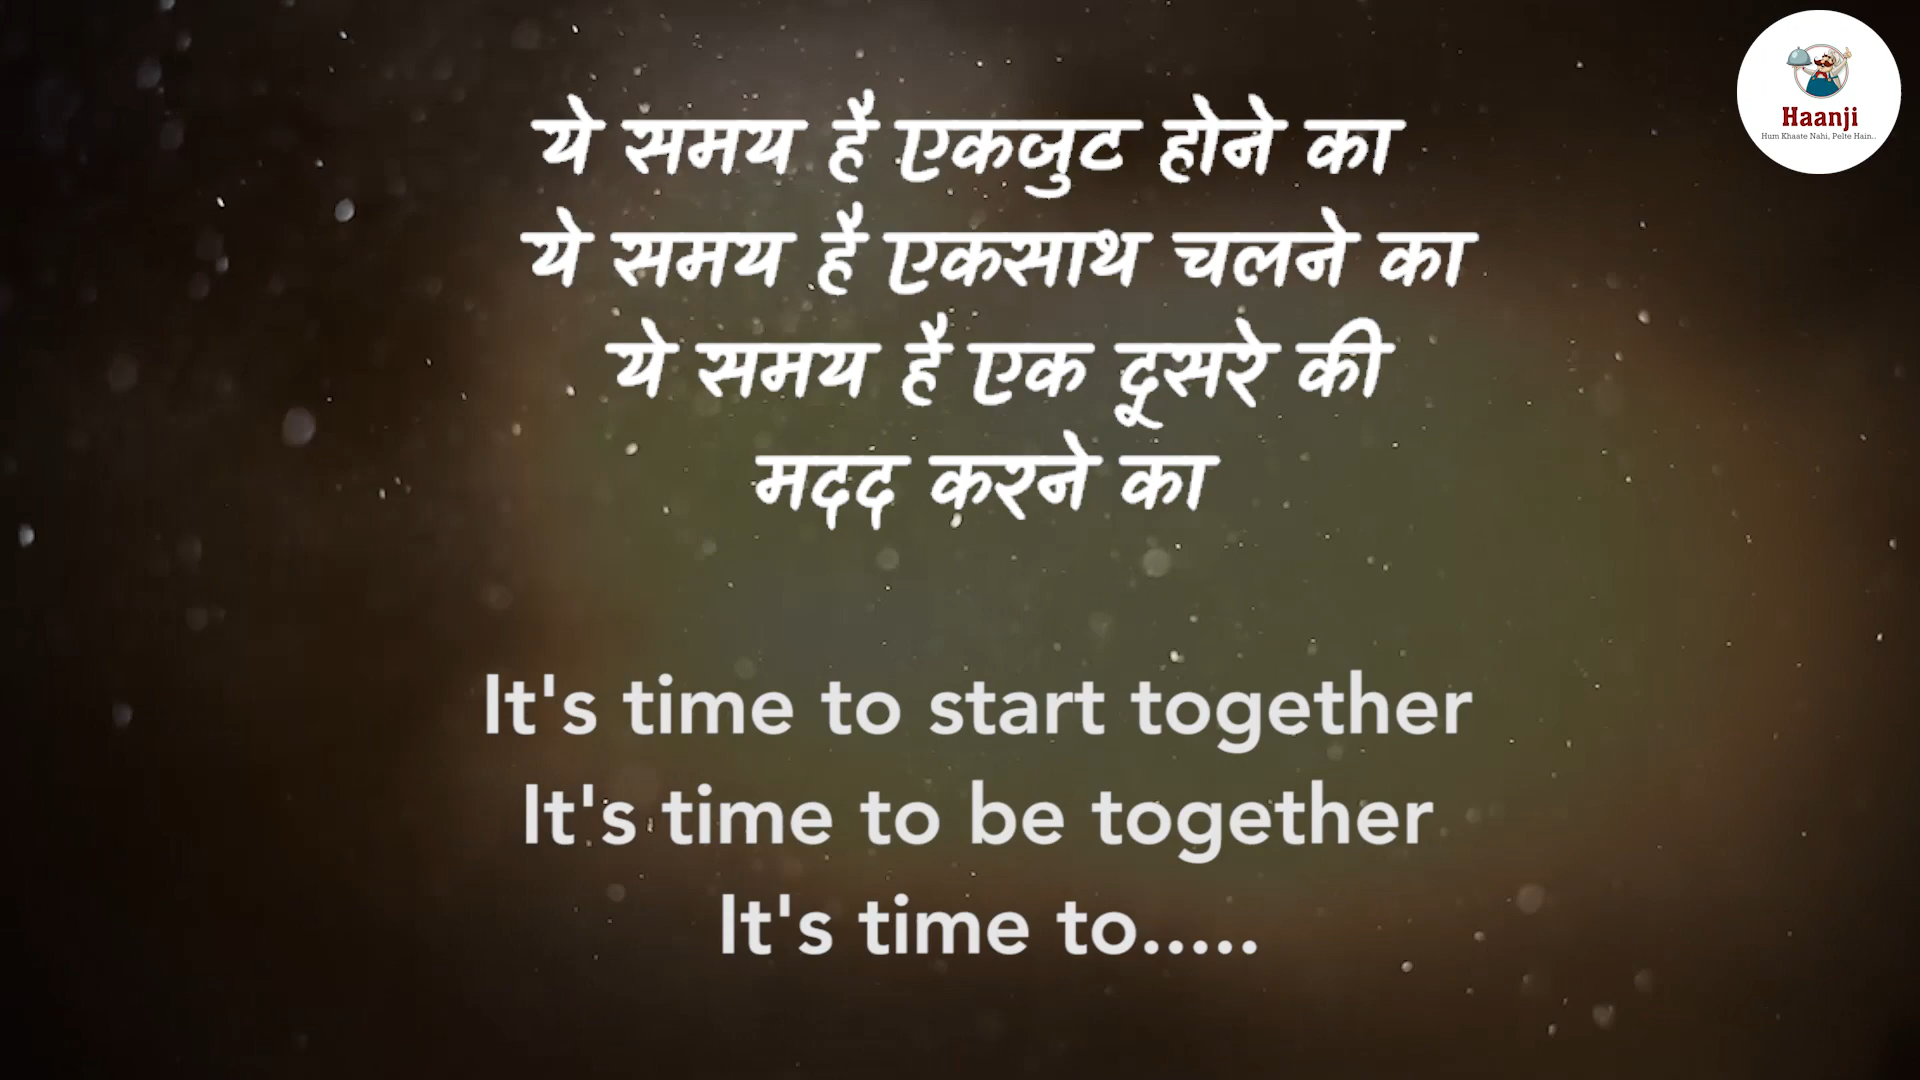 ये समय है एकजुट होने का
ये समय है एकसाथ चलने का
ये समय है एक दूसरे की
मदद करने का
It's time to start together
It's time to be together
It's time to.....
Haanji
Hum Khaate Nahi, Pelte Hain..